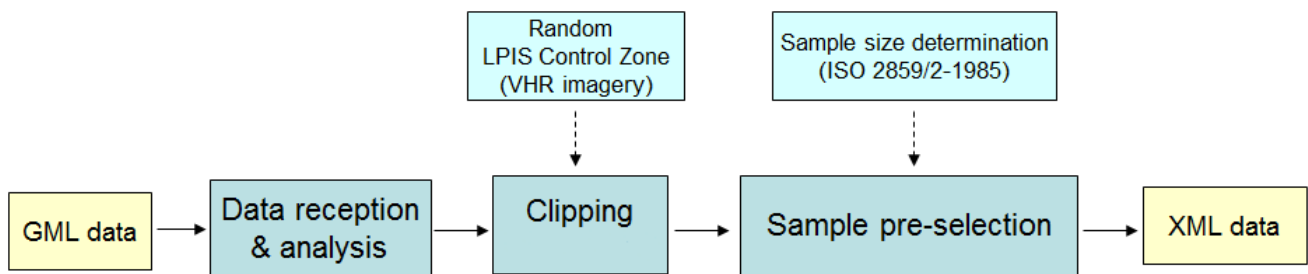 Random
LPIS Control Zone
(VHR imagery)
Sample size determination
(ISO 2859/2-1985)
GML data
Data reception
& analysis
Clipping
Sample pre-selection
XML data